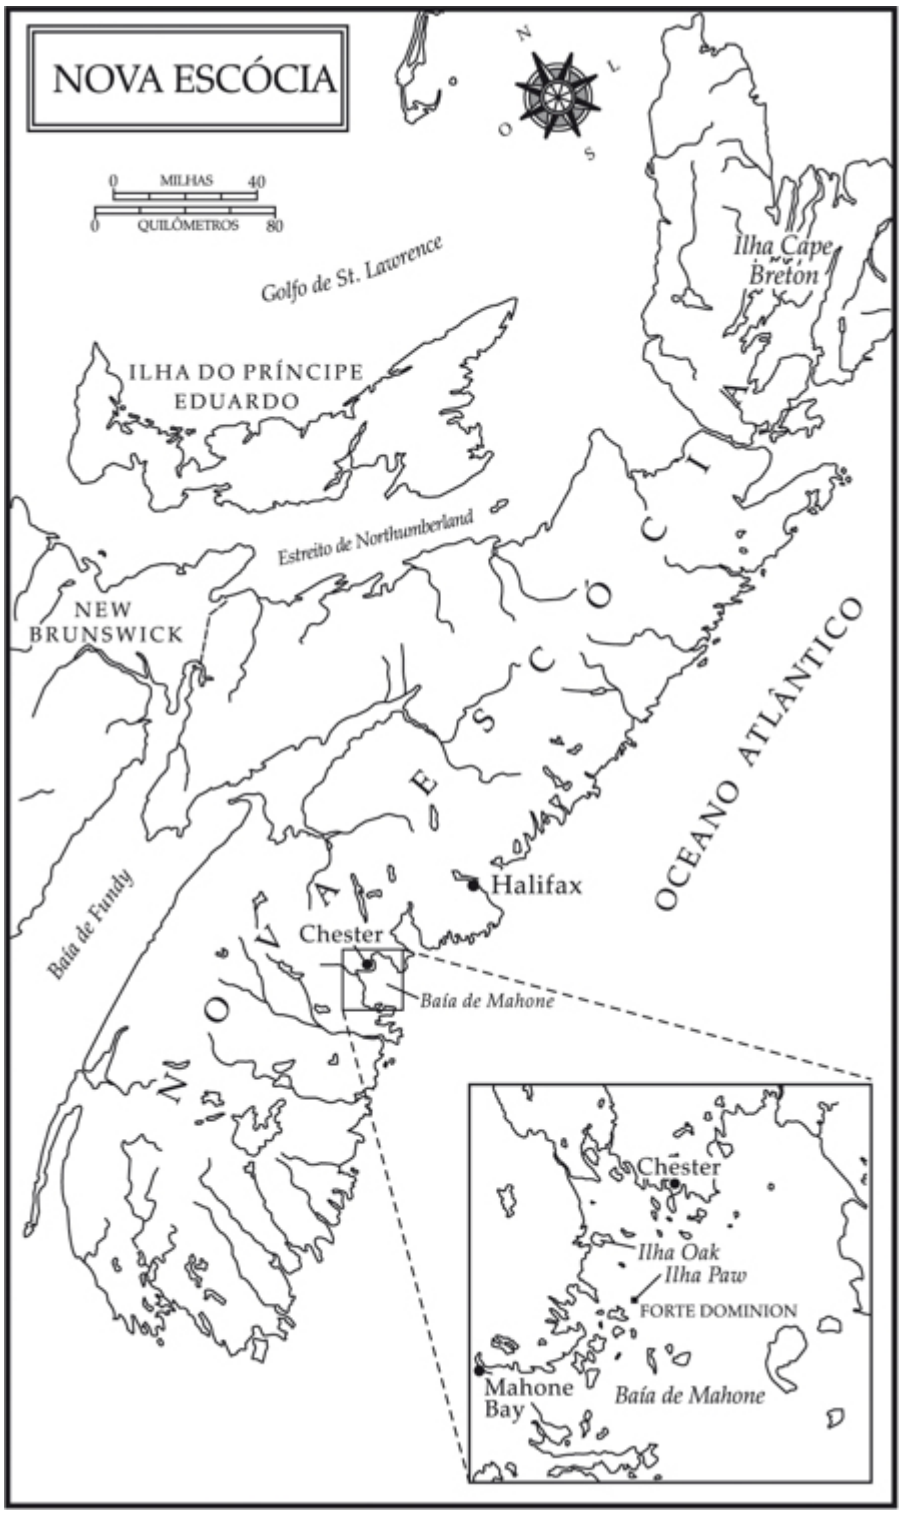 NOVA ESCÓCIA
N
L
O
S
0 MILHAS 40
0 QUILÔMETROS 80
Golfo de St. Lawrence
Ilha Cape
Breton
ILHA DO PRÍNCIPE
EDUARDO
Estreito de Northumberland
NEW
BRUNSWICK
NOVA ESCÓCIA
OCEANO ATLÂNTICO
Baía de Fundy
Halifax
Chester
Baía de Mahone
Chester
Ilha Oak
Ilha Paw
FORTE DOMINION
Mahone
Bay
Baía de Mahone